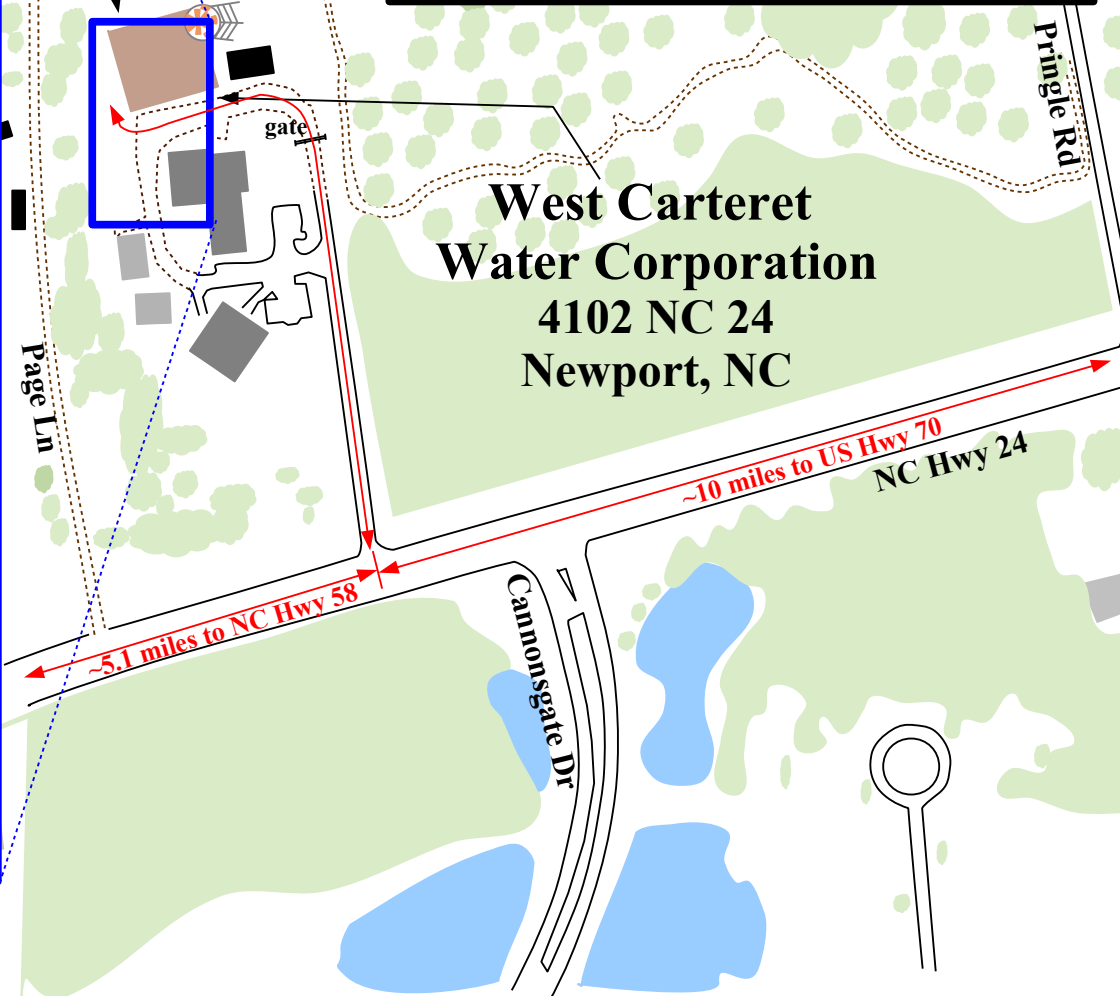 Pringle Rd
gate
West Carteret
Water Corporation
4102 NC 24
Newport, NC
Page Ln
~10 miles to US Hwy 70
NC Hwy 24
~5.1 miles to NC Hwy 58
Cannonsgate Dr